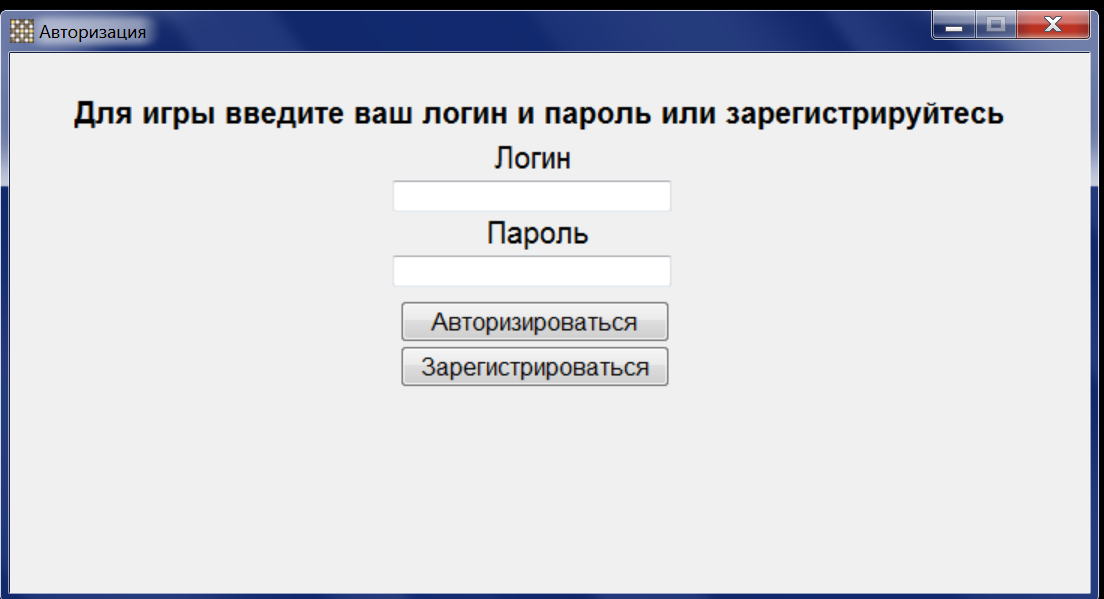 Авторизация
Для игры введите ваш логин и пароль или зарегистрируйтесь
Логин
Пароль
Авторизироваться
Зарегистрироваться